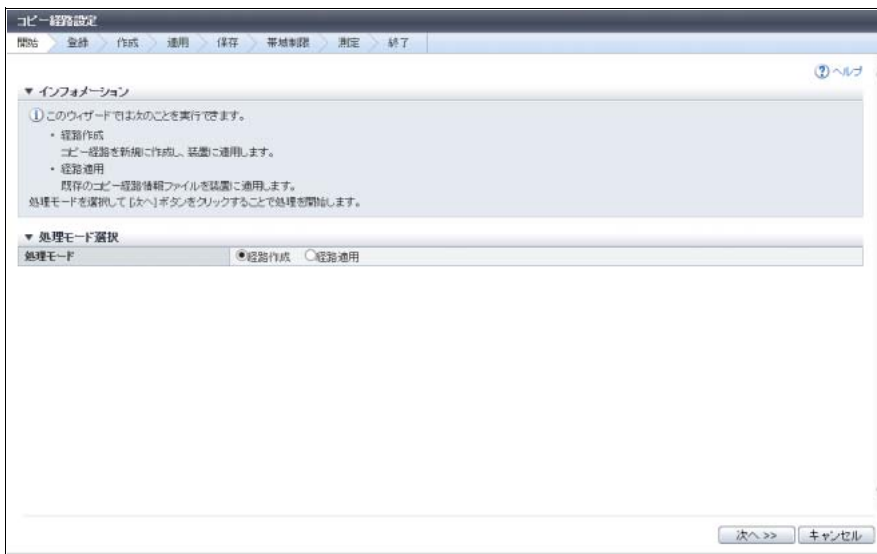 コピー経路設定
開始 登録 作成 適用 保存 帯域制限 測定 終了
? ヘルプ
▼ インフォメーション
i このウィザードでは次のことを実行できます。
・ 経路作成
コピー経路を新規に作成し、装置に適用します。
・ 経路適用
既存のコピー経路情報ファイルを装置に適用します。
処理モードを選択して [次へ] ボタンをクリックすることで処理を開始します。
▼ 処理モード選択
処理モード ◉経路作成 ○経路適用
次へ >> キャンセル